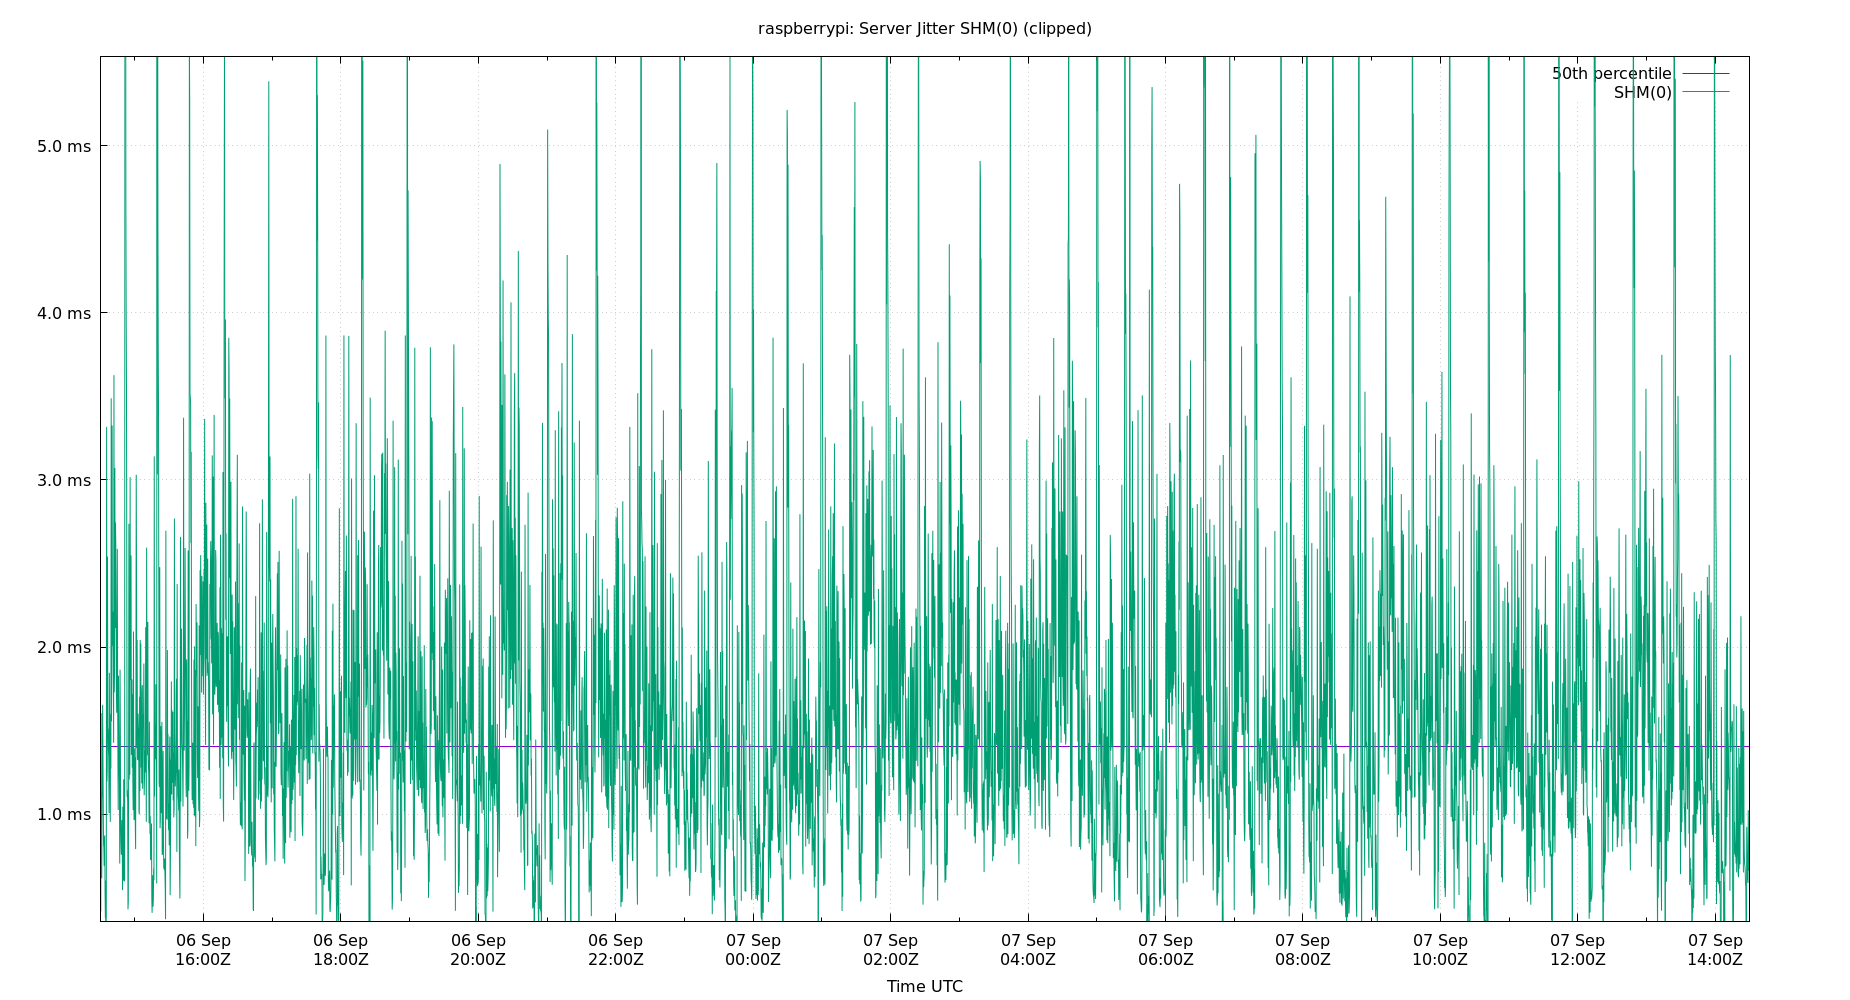 raspberrypi: Server Jitter SHM(0) (clipped)
50th percentile
SHM(0)
5.0 ms
4.0 ms
3.0 ms
2.0 ms
1.0 ms
06 Sep 06 Sep 06 Sep 06 Sep 07 Sep 07 Sep 07 Sep 07 Sep 07 Sep 07 Sep 07 Sep 07 Sep
16:00Z 18:00Z 20:00Z 22:00Z 00:00Z 02:00Z 04:00Z 06:00Z 08:00Z 10:00Z 12:00Z 14:00Z
Time UTC